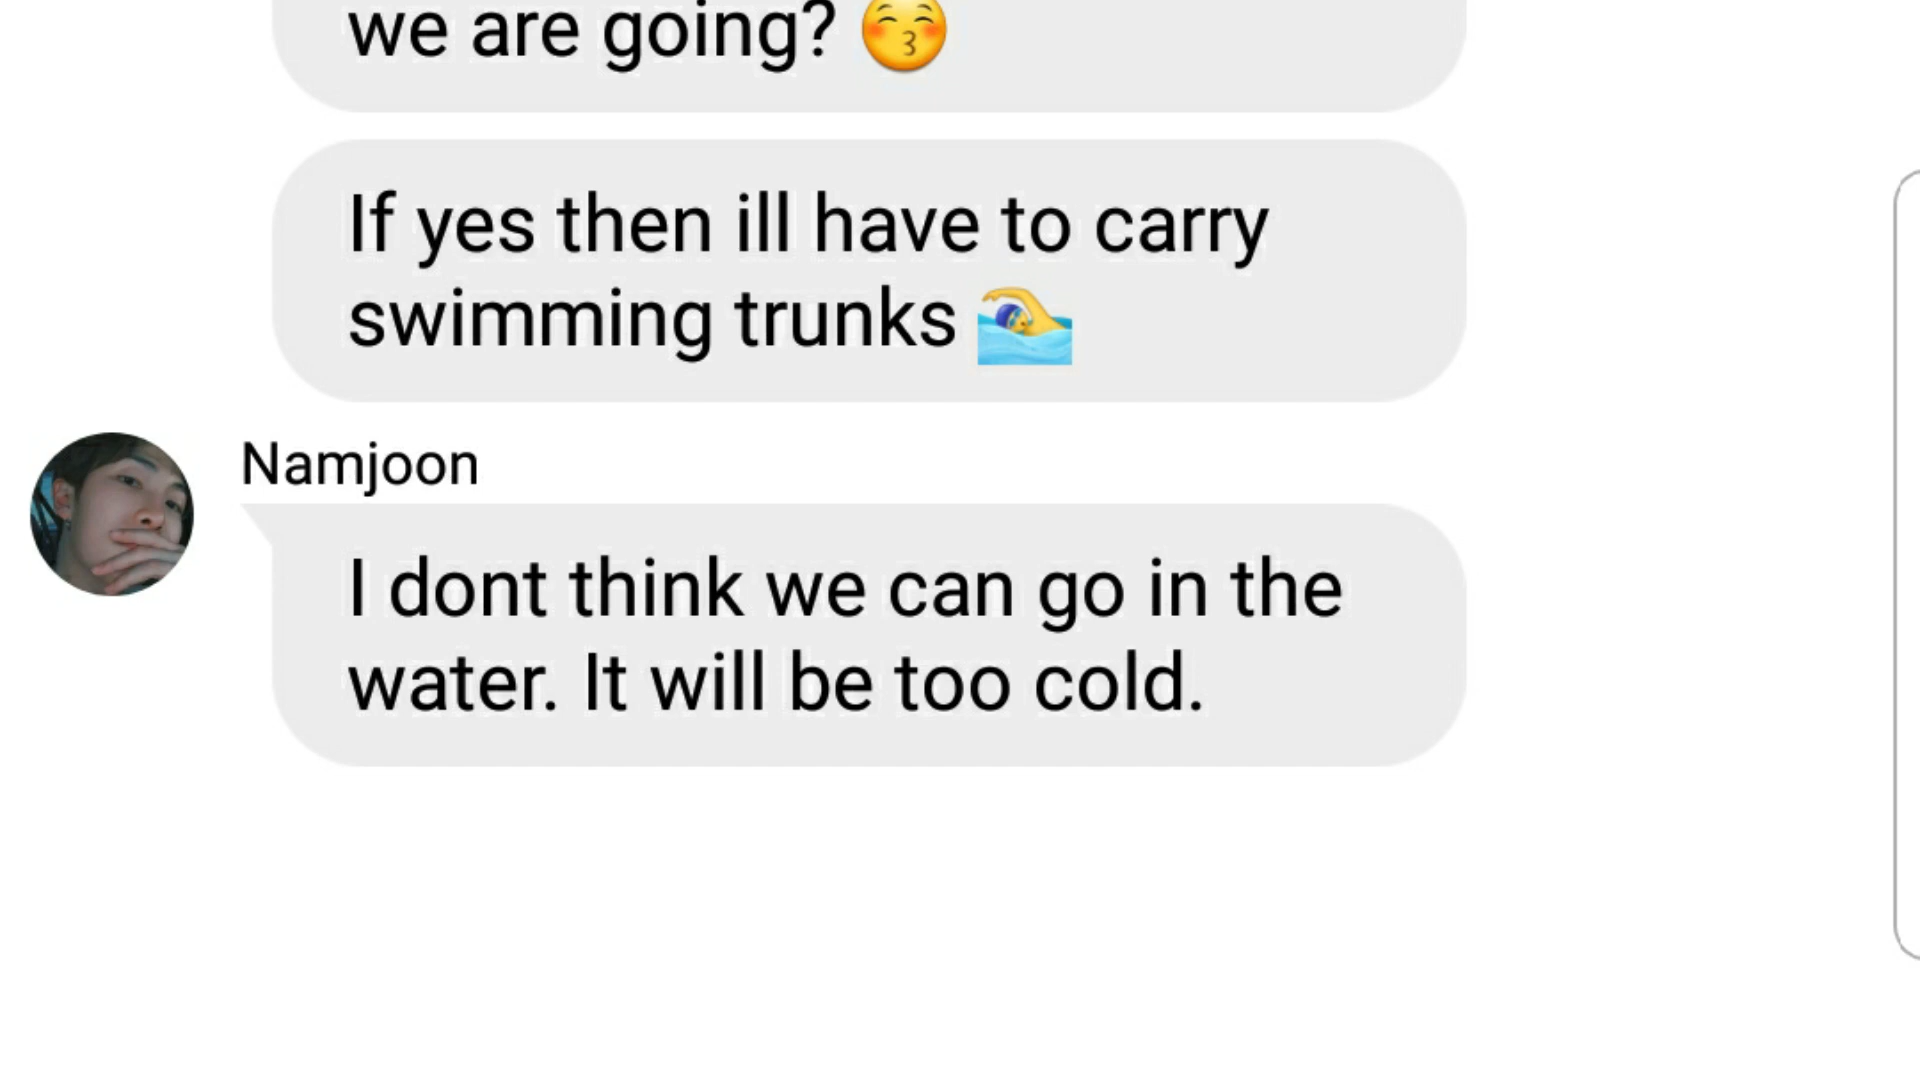 we are going? 😚
If yes then ill have to carry
swimming trunks 🏊‍♂️
Namjoon
I dont think we can go in the
water. It will be too cold.